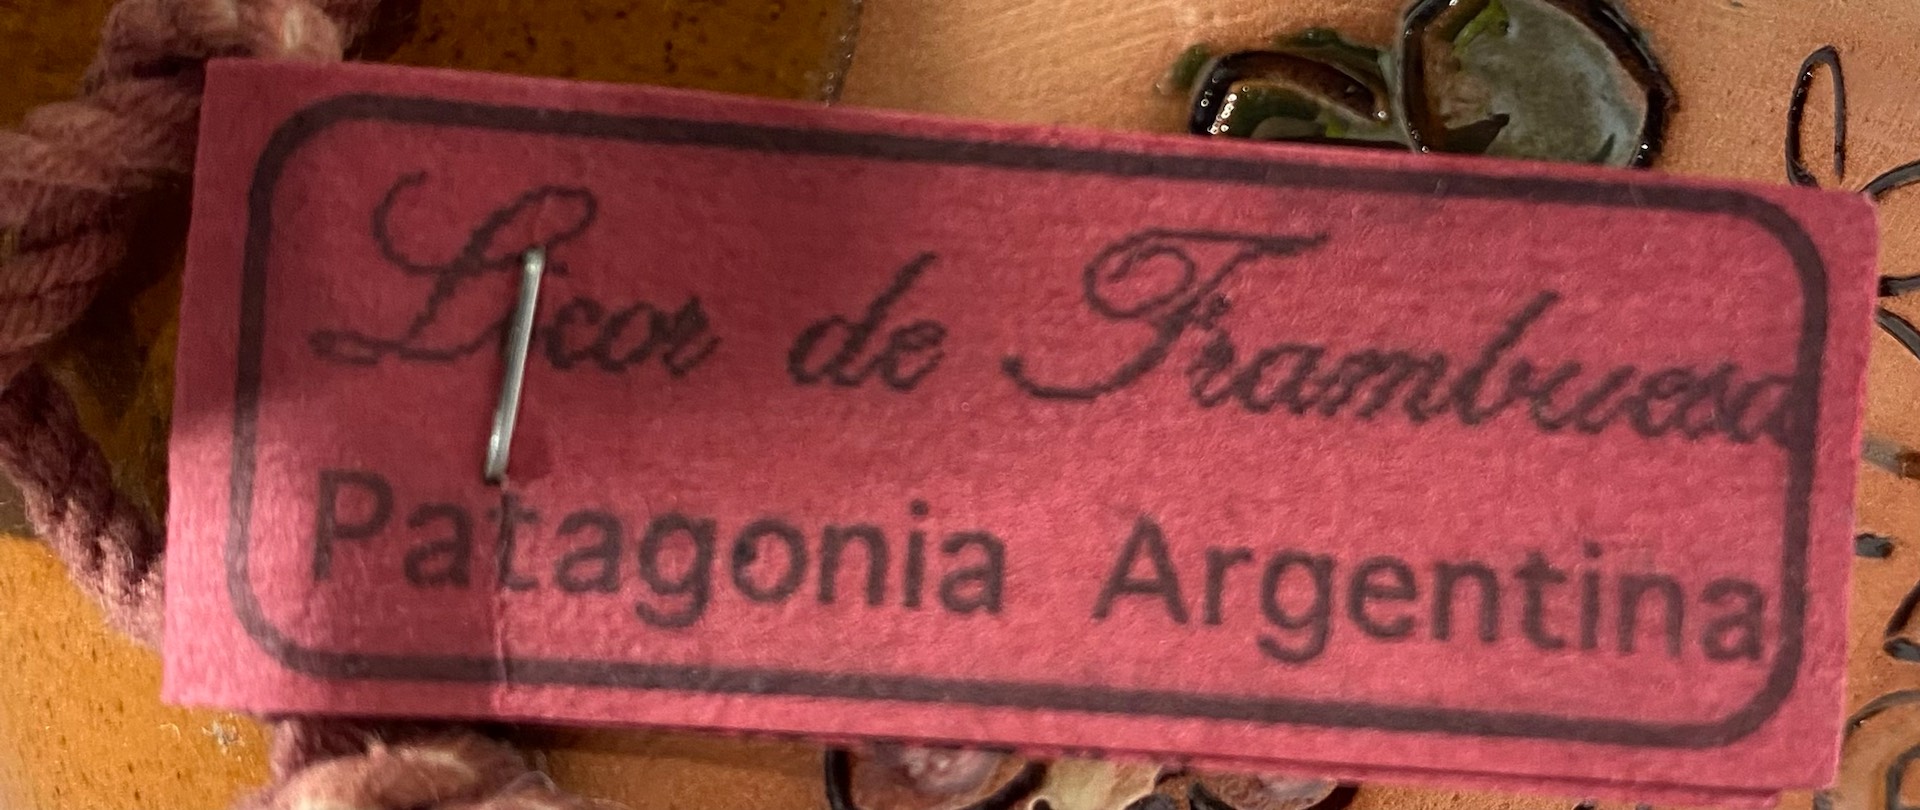 Licor de Frambuesa
Patagonia Argentina